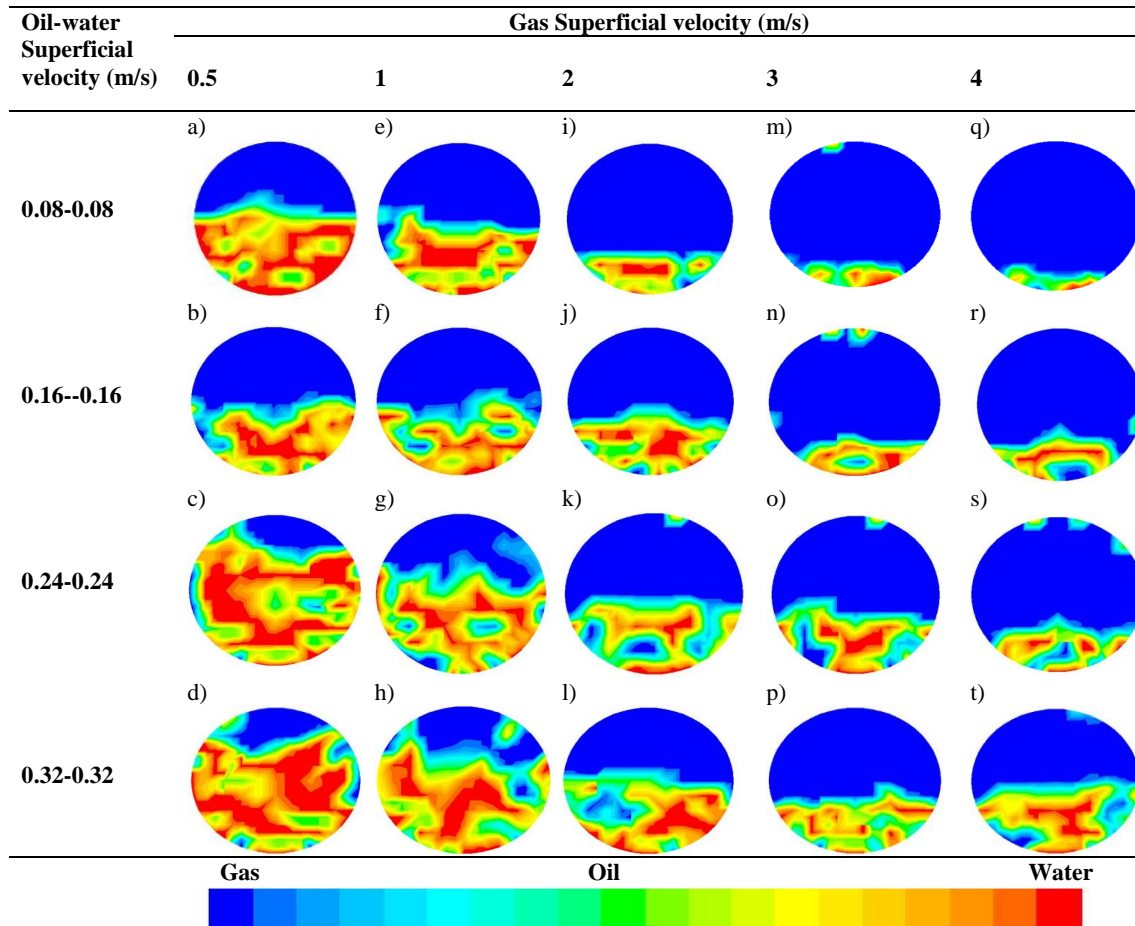 Oil-water Superficial velocity (m/s)
Gas Superficial velocity (m/s)
0.5 1 2 3 4
a) e) i) m) q)
0.08-0.08
b) f) j) n) r)
0.16--0.16
c) g) k) o) s)
0.24-0.24
d) h) l) p) t)
0.32-0.32
Gas Oil Water